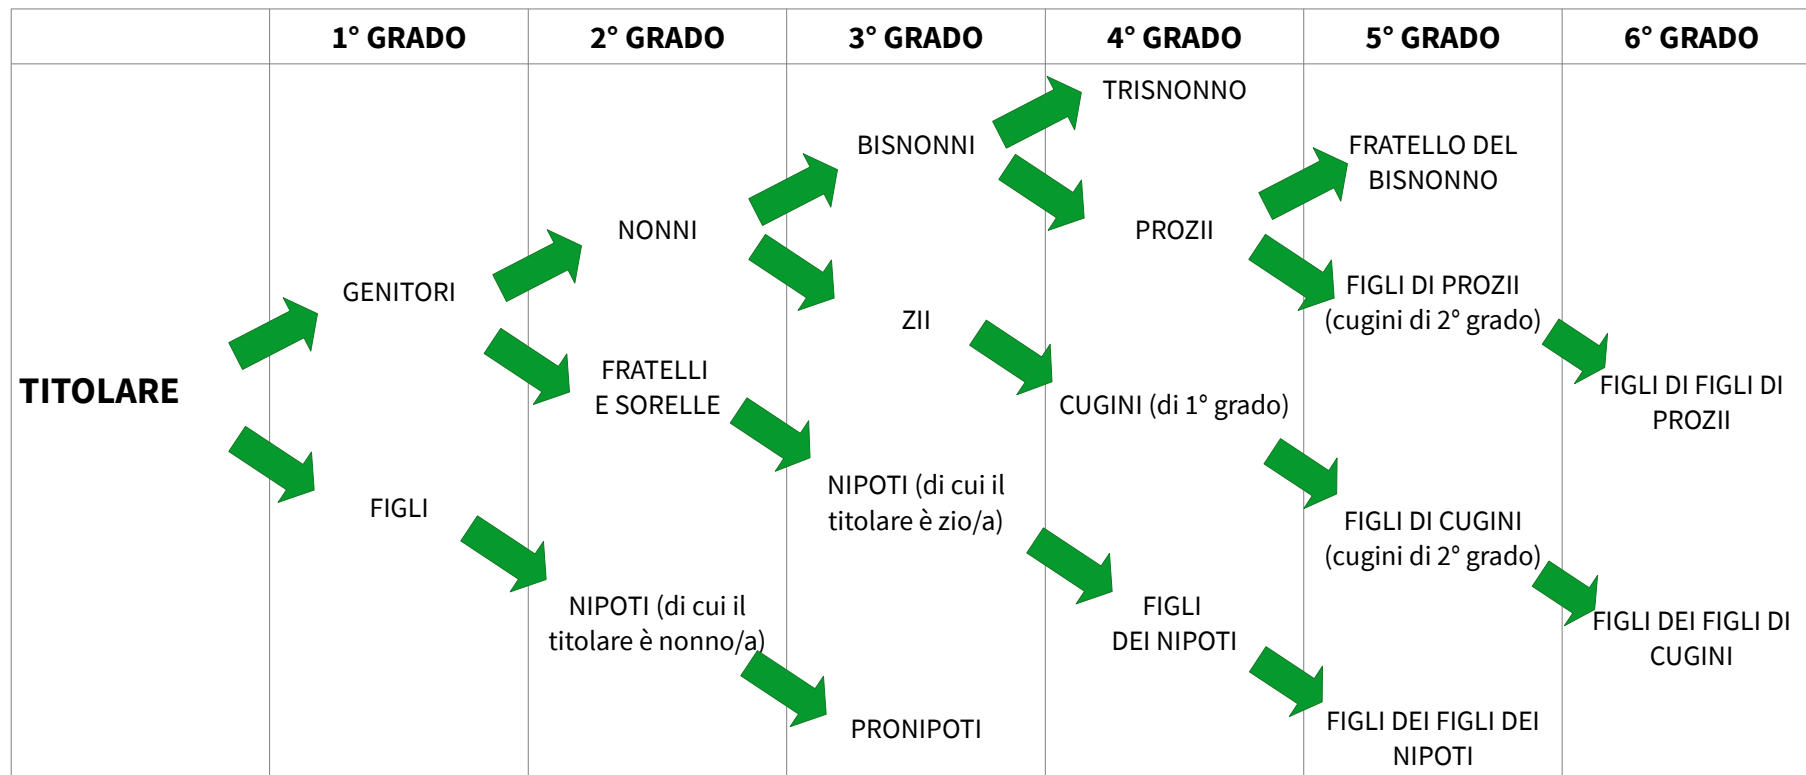 1° GRADO
2° GRADO
3° GRADO
4° GRADO
5° GRADO
6° GRADO
TITOLARE
GENITORI
FIGLI
NONNI
FRATELLI
E SORELLE
NIPOTI (di cui il
titolare è nonno/a)
BISNONNI
ZII
NIPOTI (di cui il
titolare è zio/a)
PRONIPOTI
TRISNONNO
PROZII
CUGINI (di 1° grado)
FIGLI
DEI NIPOTI
FRATELLO DEL
BISNONNO
FIGLI DI PROZII
(cugini di 2° grado)
FIGLI DI CUGINI
(cugini di 2° grado)
FIGLI DEI FIGLI DEI
NIPOTI
FIGLI DI FIGLI DI
PROZII
FIGLI DEI FIGLI DI
CUGINI